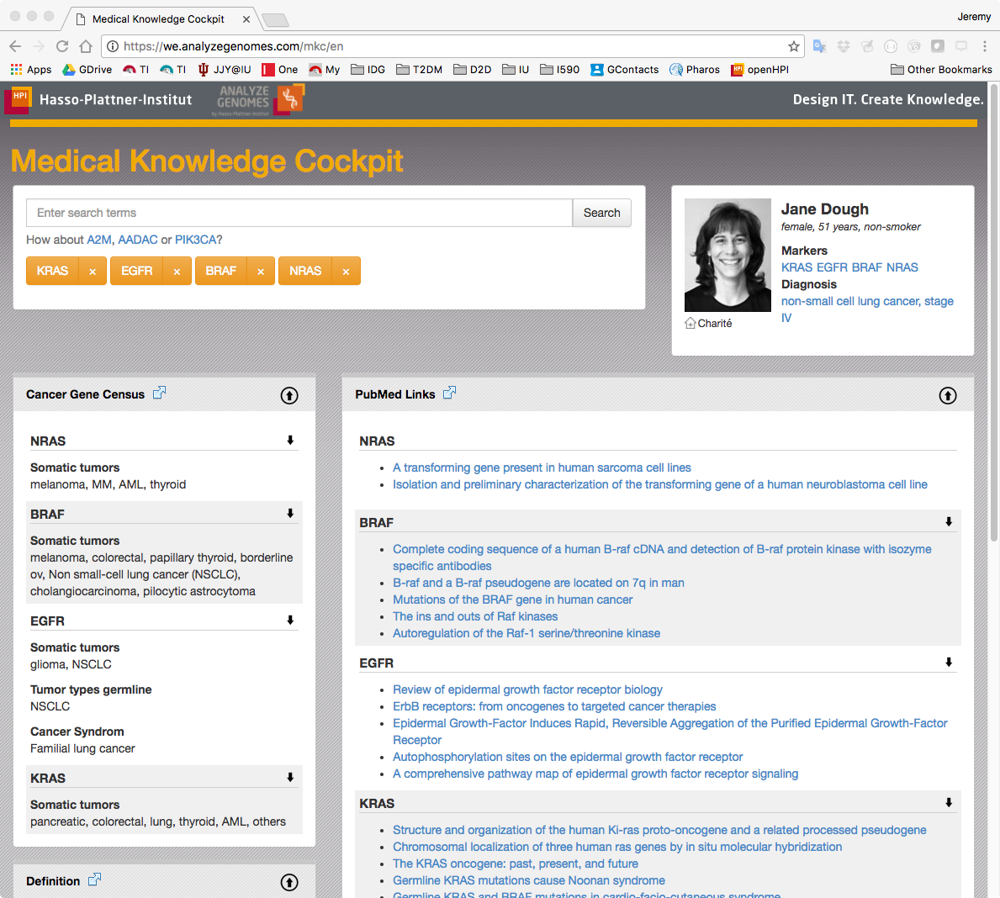 Medical Knowledge Cockpit
Jeremy
https://we.analyzegenomes.com/mkc/en
Apps GDrive TI TI JJY@IU One My IDG T2DM D2D IU I590 GContacts Pharos openHPI Other Bookmarks
HPI Hasso-Plattner-Institut
ANALYZE
GENOMES
by Hasso-Plattner-Institut
Design IT. Create Knowledge.
Medical Knowledge Cockpit
Enter search terms Search
How about A2M, AADAC or PIK3CA?
KRAS × EGFR × BRAF × NRAS ×
Jane Dough
female, 51 years, non-smoker
Markers
KRAS EGFR BRAF NRAS
Diagnosis
non-small cell lung cancer, stage
IV
Charité
Cancer Gene Census
NRAS
Somatic tumors
melanoma, MM, AML, thyroid
BRAF
Somatic tumors
melanoma, colorectal, papillary thyroid, borderline
ov, Non small-cell lung cancer (NSCLC),
cholangiocarcinoma, pilocytic astrocytoma
EGFR
Somatic tumors
glioma, NSCLC
Tumor types germline
NSCLC
Cancer Syndrom
Familial lung cancer
KRAS
Somatic tumors
pancreatic, colorectal, lung, thyroid, AML, others
Definition
PubMed Links
NRAS
• A transforming gene present in human sarcoma cell lines
• Isolation and preliminary characterization of the transforming gene of a human neuroblastoma cell line
BRAF
• Complete coding sequence of a human B-raf cDNA and detection of B-raf protein kinase with isozyme
specific antibodies
• B-raf and a B-raf pseudogene are located on 7q in man
• Mutations of the BRAF gene in human cancer
• The ins and outs of Raf kinases
• Autoregulation of the Raf-1 serine/threonine kinase
EGFR
• Review of epidermal growth factor receptor biology
• ErbB receptors: from oncogenes to targeted cancer therapies
• Epidermal Growth-Factor Induces Rapid, Reversible Aggregation of the Purified Epidermal Growth-Factor
Receptor
• Autophosphorylation sites on the epidermal growth factor receptor
• A comprehensive pathway map of epidermal growth factor receptor signaling
KRAS
• Structure and organization of the human Ki-ras proto-oncogene and a related processed pseudogene
• Chromosomal localization of three human ras genes by in situ molecular hybridization
• The KRAS oncogene: past, present, and future
• Germline KRAS mutations cause Noonan syndrome
• Germline KRAS and BRAF mutations in cardio-facio-cutaneous syndrome